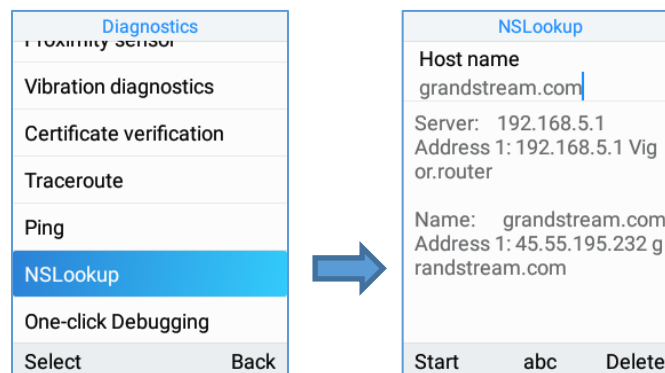 Diagnostics
Proximity sensor
Vibration diagnostics
Certificate verification
Traceroute
Ping
NSLookup
One-click Debugging
Select Back
NSLookup
Host name
grandstream.com
Server: 192.168.5.1
Address 1: 192.168.5.1 Vig
or.router
Name: grandstream.com
Address 1: 45.55.195.232 g
randstream.com
Start abc Delete